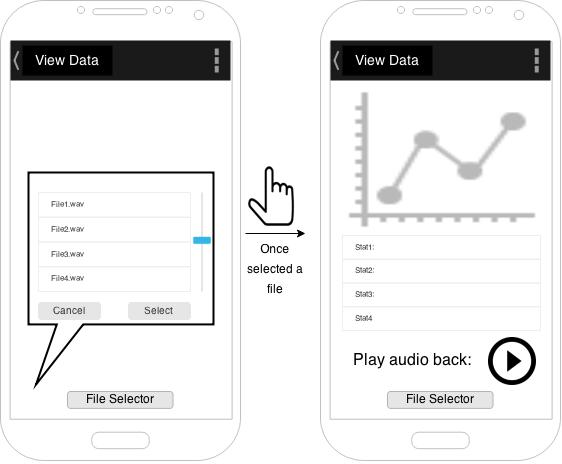 View Data
File1.wav
File2.wav
File3.wav
File4.wav
Cancel
Select
File Selector
Once
selected a
file
View Data
Stat1:
Stat2:
Stat3:
Stat4
Play audio back:
File Selector